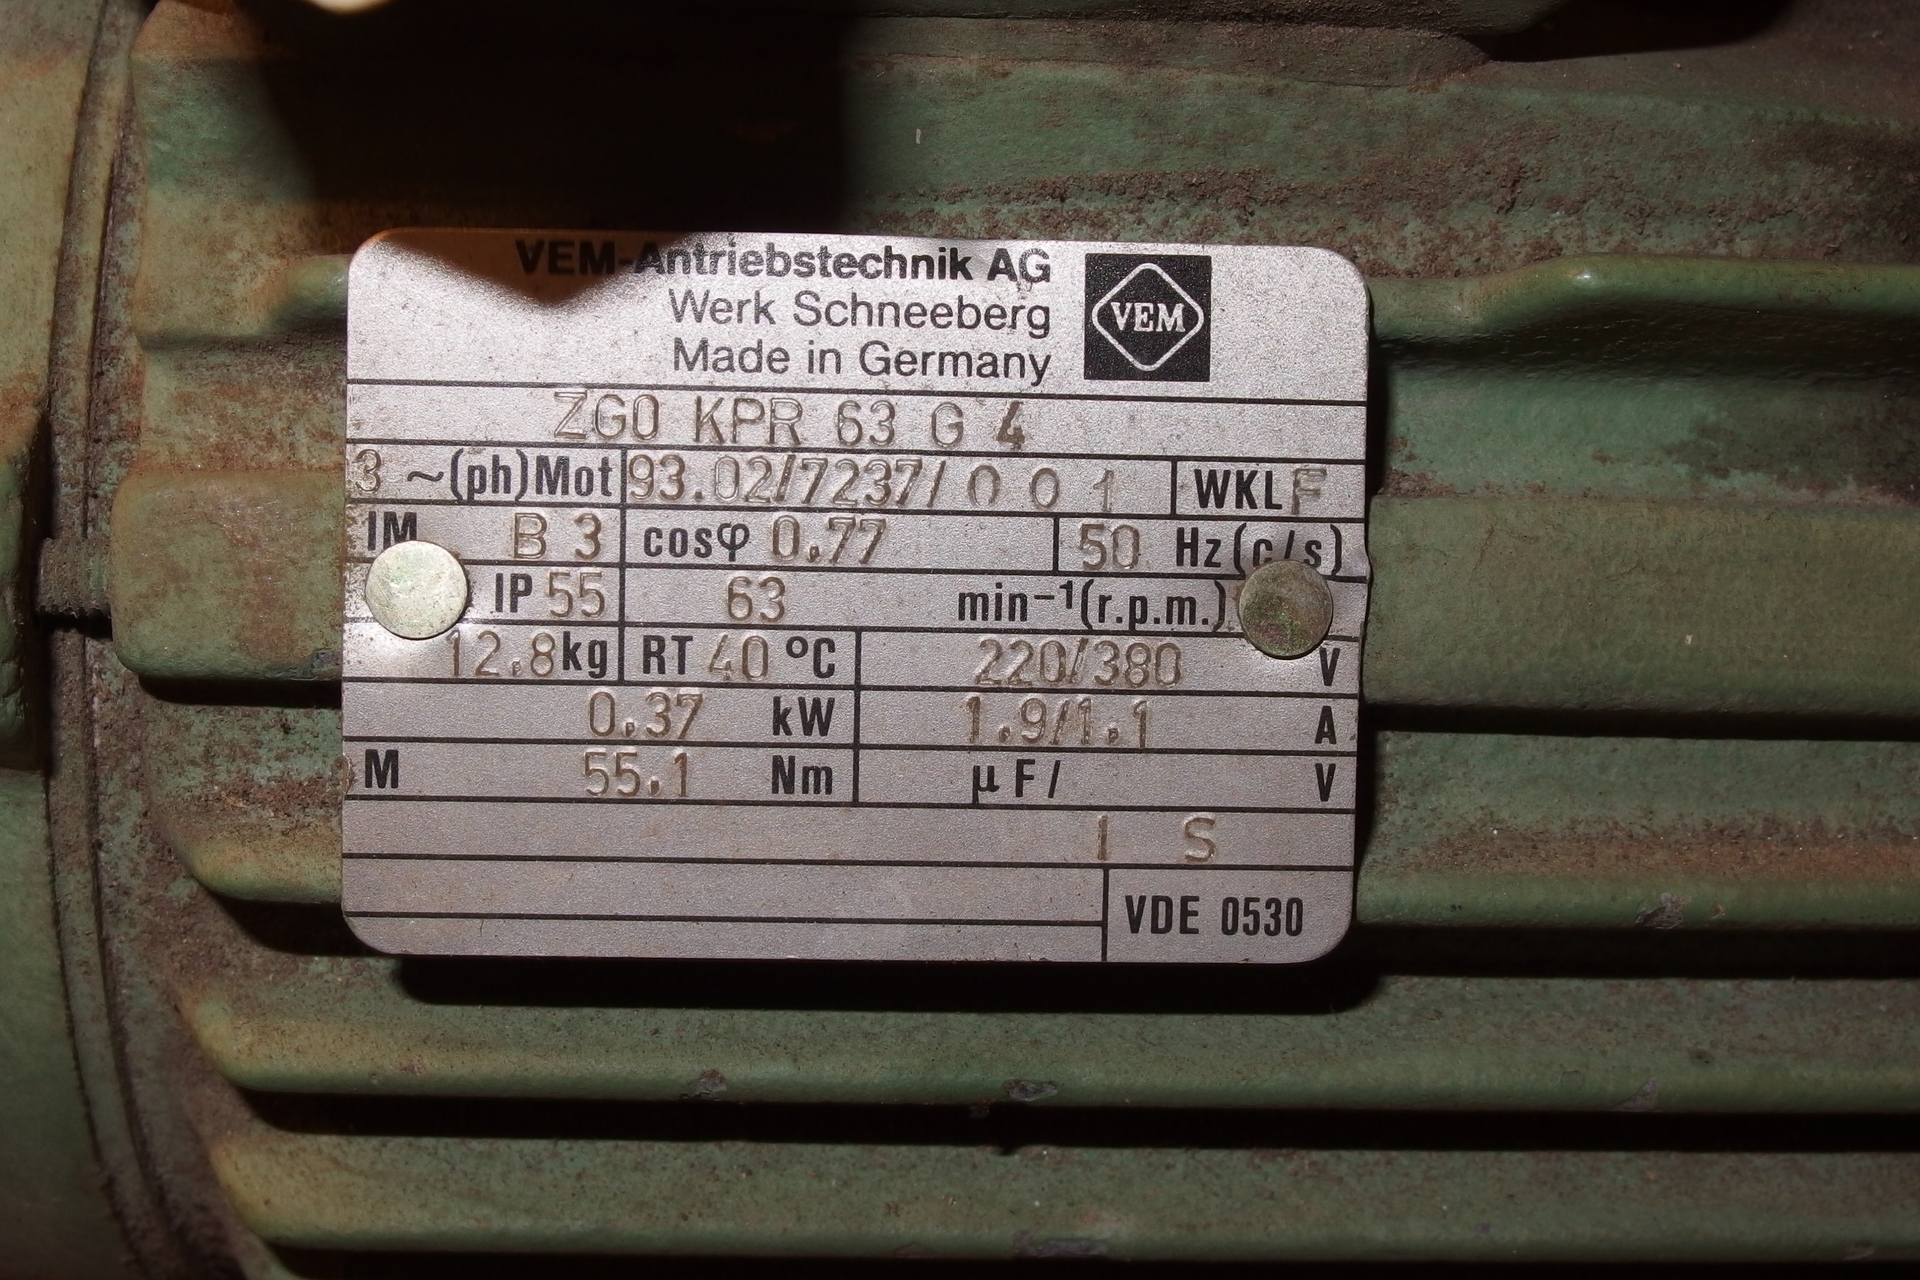 VEM-Antriebstechnik AG
Werk Schneeberg
Made in Germany
VEM
ZG0 KPR 63 G 4
3 ~(ph)Mot 93.02/7237/ 0 0 1 WKL F
IM B 3 cosφ 0.77 50 Hz(c/s)
IP 55 63 min⁻¹(r.p.m.)
12.8 kg RT 40 °C 220/380 V
0.37 kW 1.9/1.1 A
M 55.1 Nm µF/ V
I S
VDE 0530